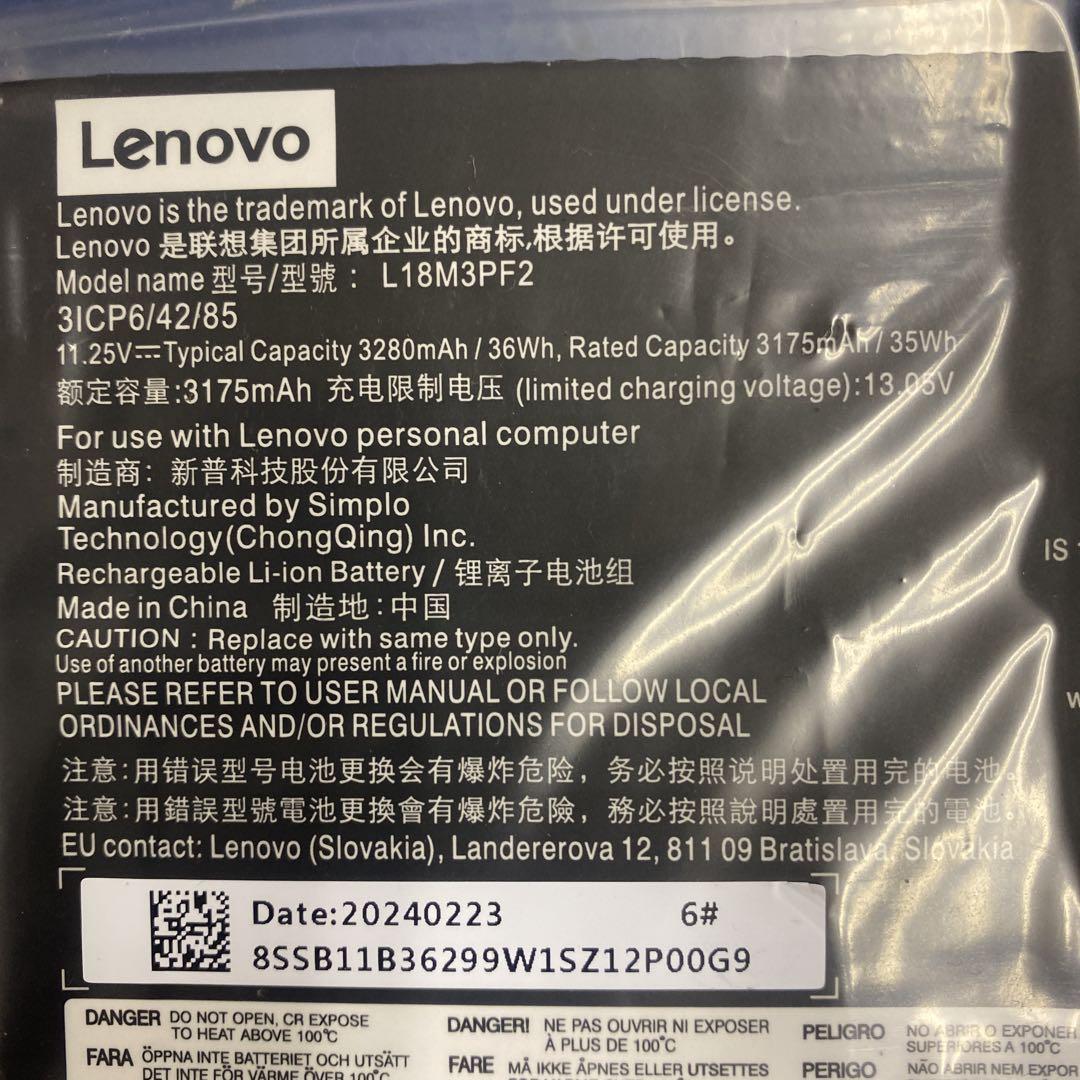 Lenovo
Lenovo is the trademark of Lenovo, used under license.
Lenovo 是联想集团所属企业的商标,根据许可使用。
Model name 型号/型號： L18M3PF2
3ICP6/42/85
11.25V⎓Typical Capacity 3280mAh / 36Wh, Rated Capacity 3175mAh / 35Wh
额定容量:3175mAh 充电限制电压 (limited charging voltage):13.05V
For use with Lenovo personal computer
制造商: 新普科技股份有限公司
Manufactured by Simplo
Technology(ChongQing) Inc.
Rechargeable Li-ion Battery / 锂离子电池组
Made in China 制造地:中国
CAUTION : Replace with same type only.
Use of another battery may present a fire or explosion
PLEASE REFER TO USER MANUAL OR FOLLOW LOCAL
ORDINANCES AND/OR REGULATIONS FOR DISPOSAL
注意:用错误型号电池更换会有爆炸危险，务必按照说明处置用完的电池。
注意:用錯誤型號電池更換會有爆炸危險，務必按照說明處置用完的電池。
EU contact: Lenovo (Slovakia), Landererova 12, 811 09 Bratislava, Slovakia
IS
Date:20240223 6#
8SSB11B36299W1SZ12P00G9
DANGER DO NOT OPEN, CR EXPOSE
TO HEAT ABOVE 100℃
FARA ÖPPNA INTE BATTERIET OCH UTSÄTT
DET INTE FÖR VÄRME ÖVER 100℃
DANGER! NE PAS OUVRIR NI EXPOSER
À PLUS DE 100℃
FARE MÅ IKKE ÅPNES ELLER UTSETTES
PELIGRO NO ABRIR O EXPONER
SUPERIORES A 100℃
PERIGO NÃO ABRIR NEM EXPOR